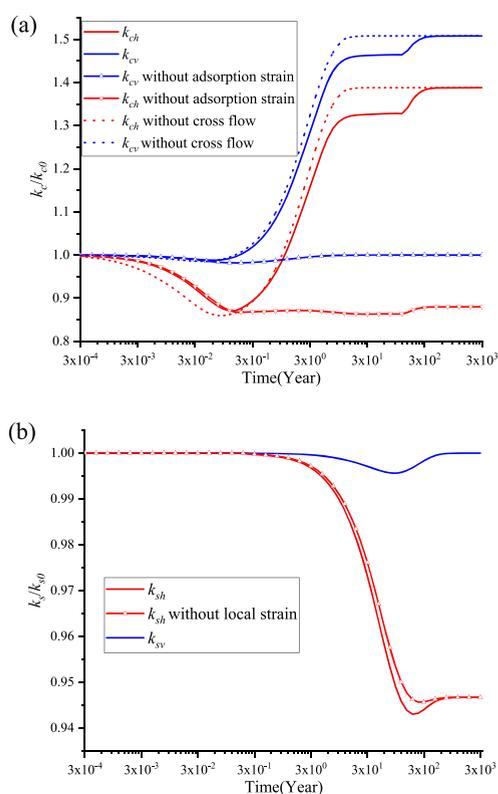 (a)
k_ch
k_cv
k_cv without adsorption strain
k_ch without adsorption strain
k_ch without cross flow
k_cv without cross flow
k_c/k_c0
1.5
1.4
1.3
1.2
1.1
1.0
0.9
0.8
3x10^-4 3x10^-3 3x10^-2 3x10^-1 3x10^0 3x10^1 3x10^2 3x10^3
Time(Year)
(b)
k_sh
k_sh without local strain
k_sv
k_s/k_s0
1.00
0.99
0.98
0.97
0.96
0.95
0.94
3x10^-4 3x10^-3 3x10^-2 3x10^-1 3x10^0 3x10^1 3x10^2 3x10^3
Time(Year)